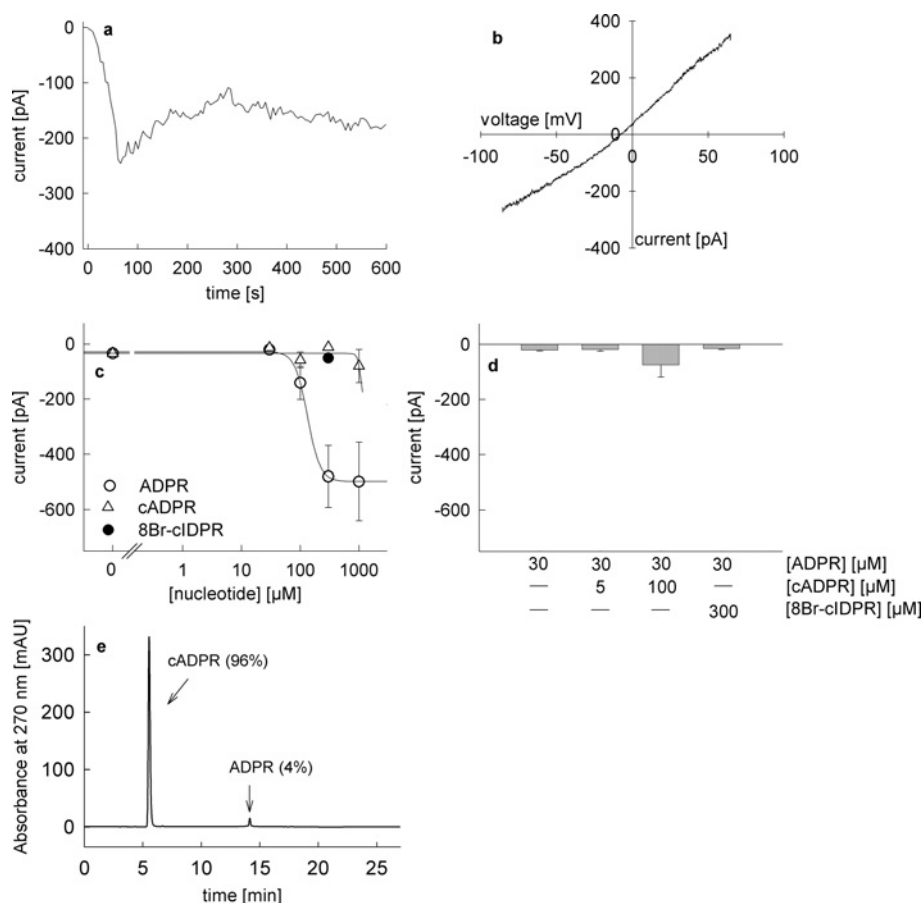 a
0
-100
-200
-300
-400
current [pA]
0 100 200 300 400 500 600
time [s]
b
400
200
0
-200
-400
voltage [mV]
-100 -50 0 50 100
current [pA]
c
0
-200
-400
-600
current [pA]
ADPR
cADPR
8Br-cIDPR
0 1 10 100 1000
[nucleotide] [µM]
d
0
-200
-400
-600
current [pA]
30 30 30 30 [ADPR] [µM]
— 5 100 — [cADPR] [µM]
— — — 300 [8Br-cIDPR] [µM]
e
300
200
100
0
Absorbance at 270 nm [mAU]
cADPR (96%)
ADPR (4%)
0 5 10 15 20 25
time [min]